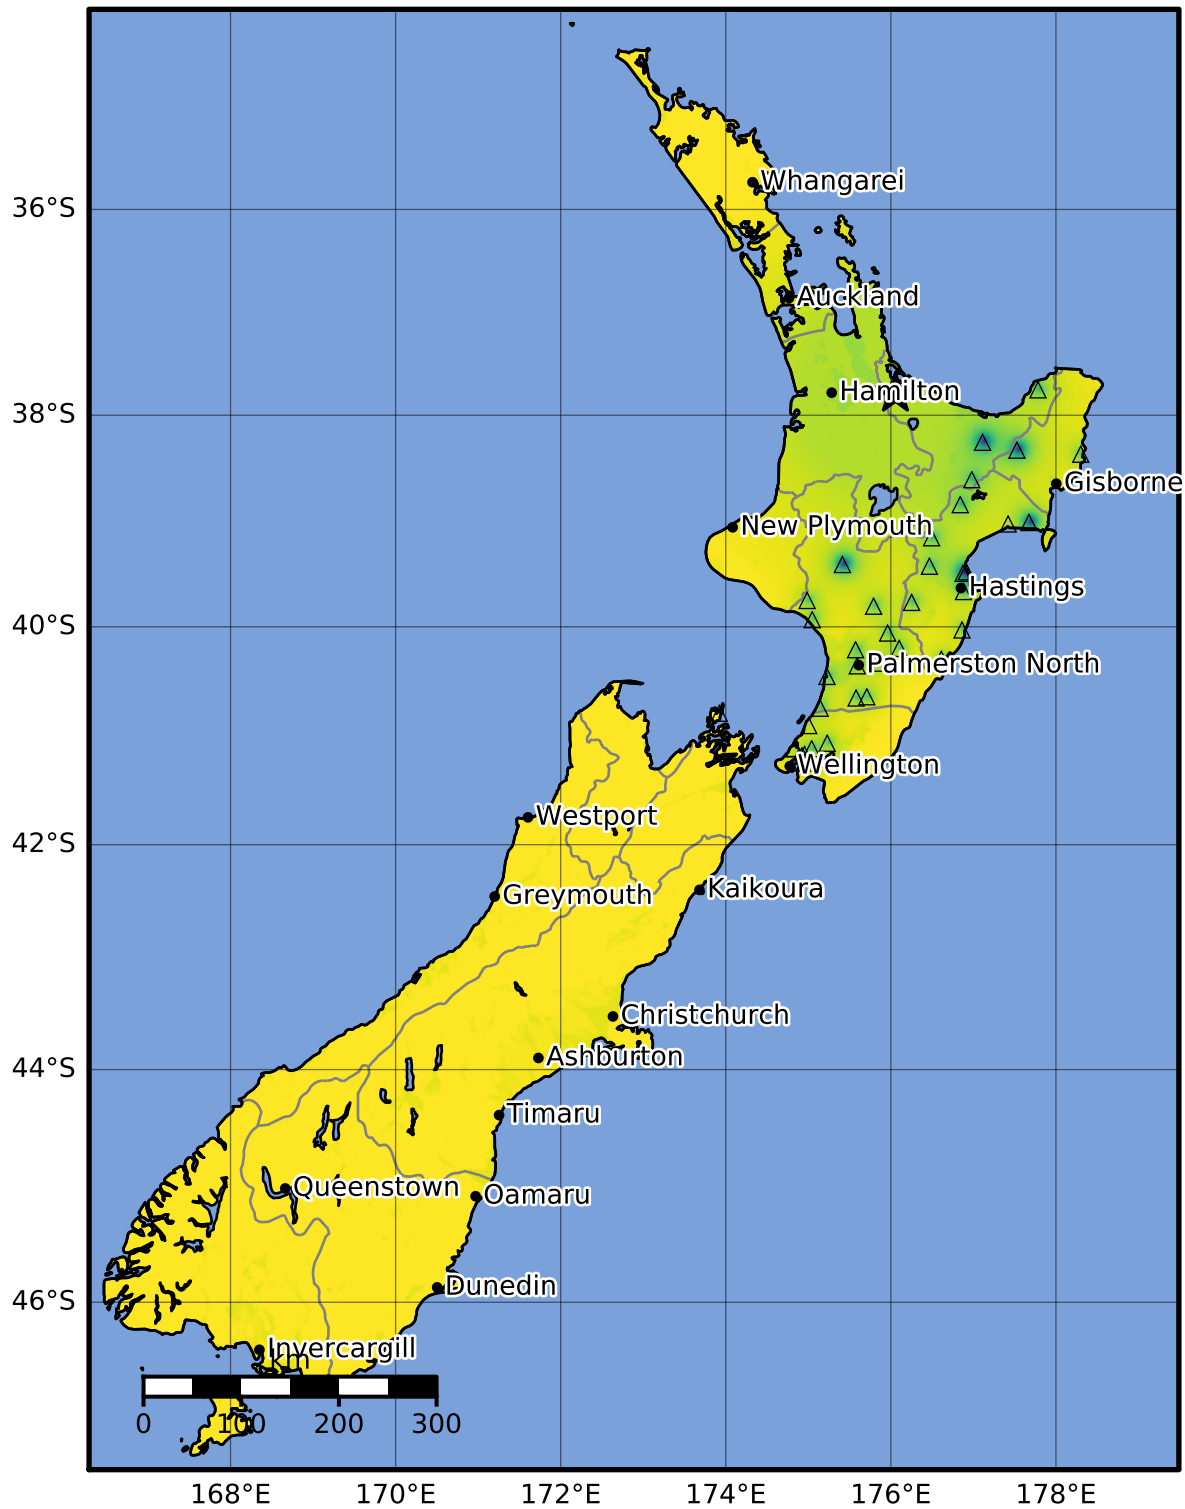 Whangarei
36°S
Auckland
38°S
Hamilton
Gisborne
New Plymouth
Hastings
40°S
Palmerston North
Wellington
Westport
42°S
Kaikoura
Greymouth
Christchurch
Ashburton
44°S
Timaru
Queenstown
Oamaru
Dunedin
46°S
Invercargill
km
0 100 200 300
168°E 170°E 172°E 174°E 176°E 178°E